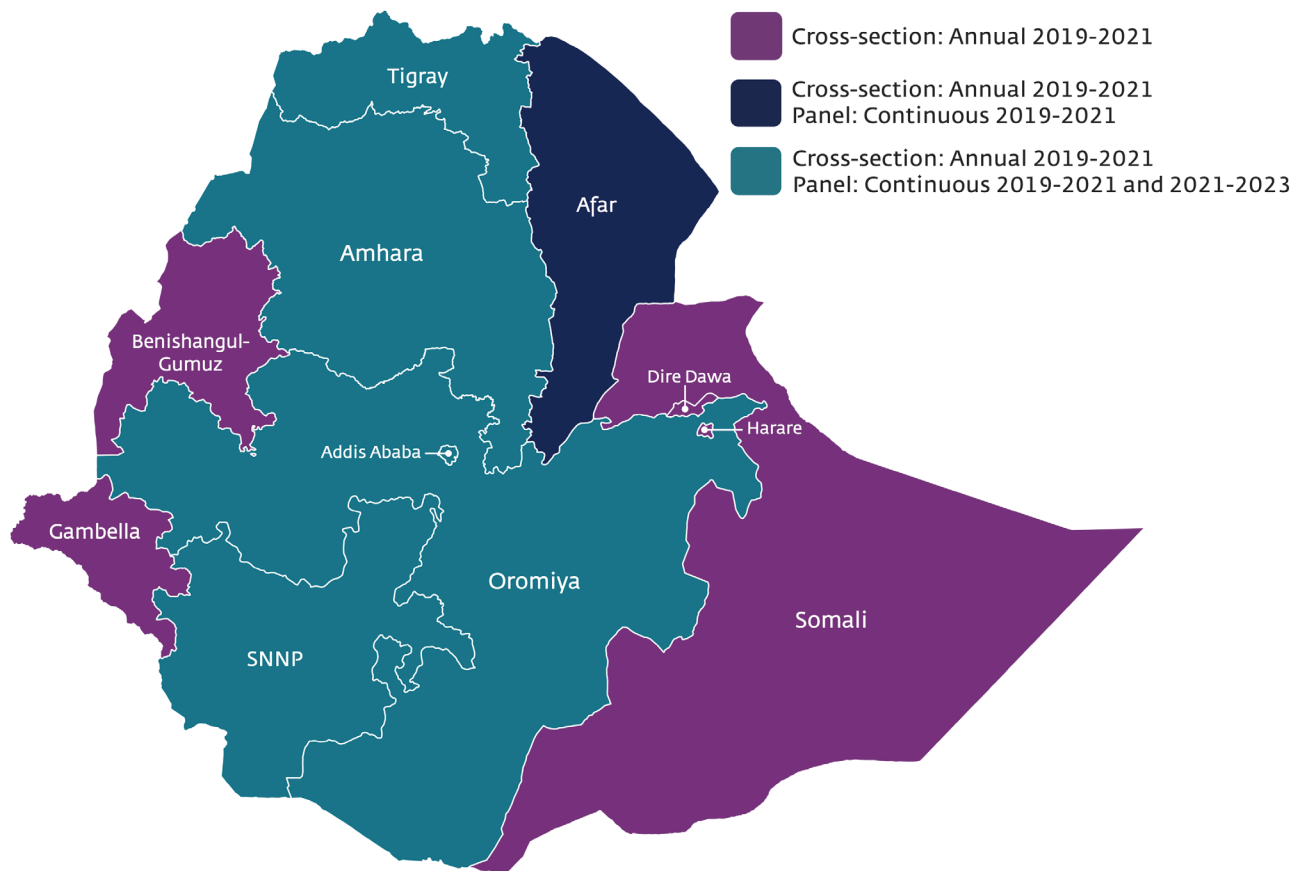 Cross-section: Annual 2019-2021
Cross-section: Annual 2019-2021
Panel: Continuous 2019-2021
Cross-section: Annual 2019-2021
Panel: Continuous 2019-2021 and 2021-2023
Tigray
Afar
Amhara
Benishangul-
Gumuz
Dire Dawa
Harare
Addis Ababa
Gambella
Oromiya
Somali
SNNP